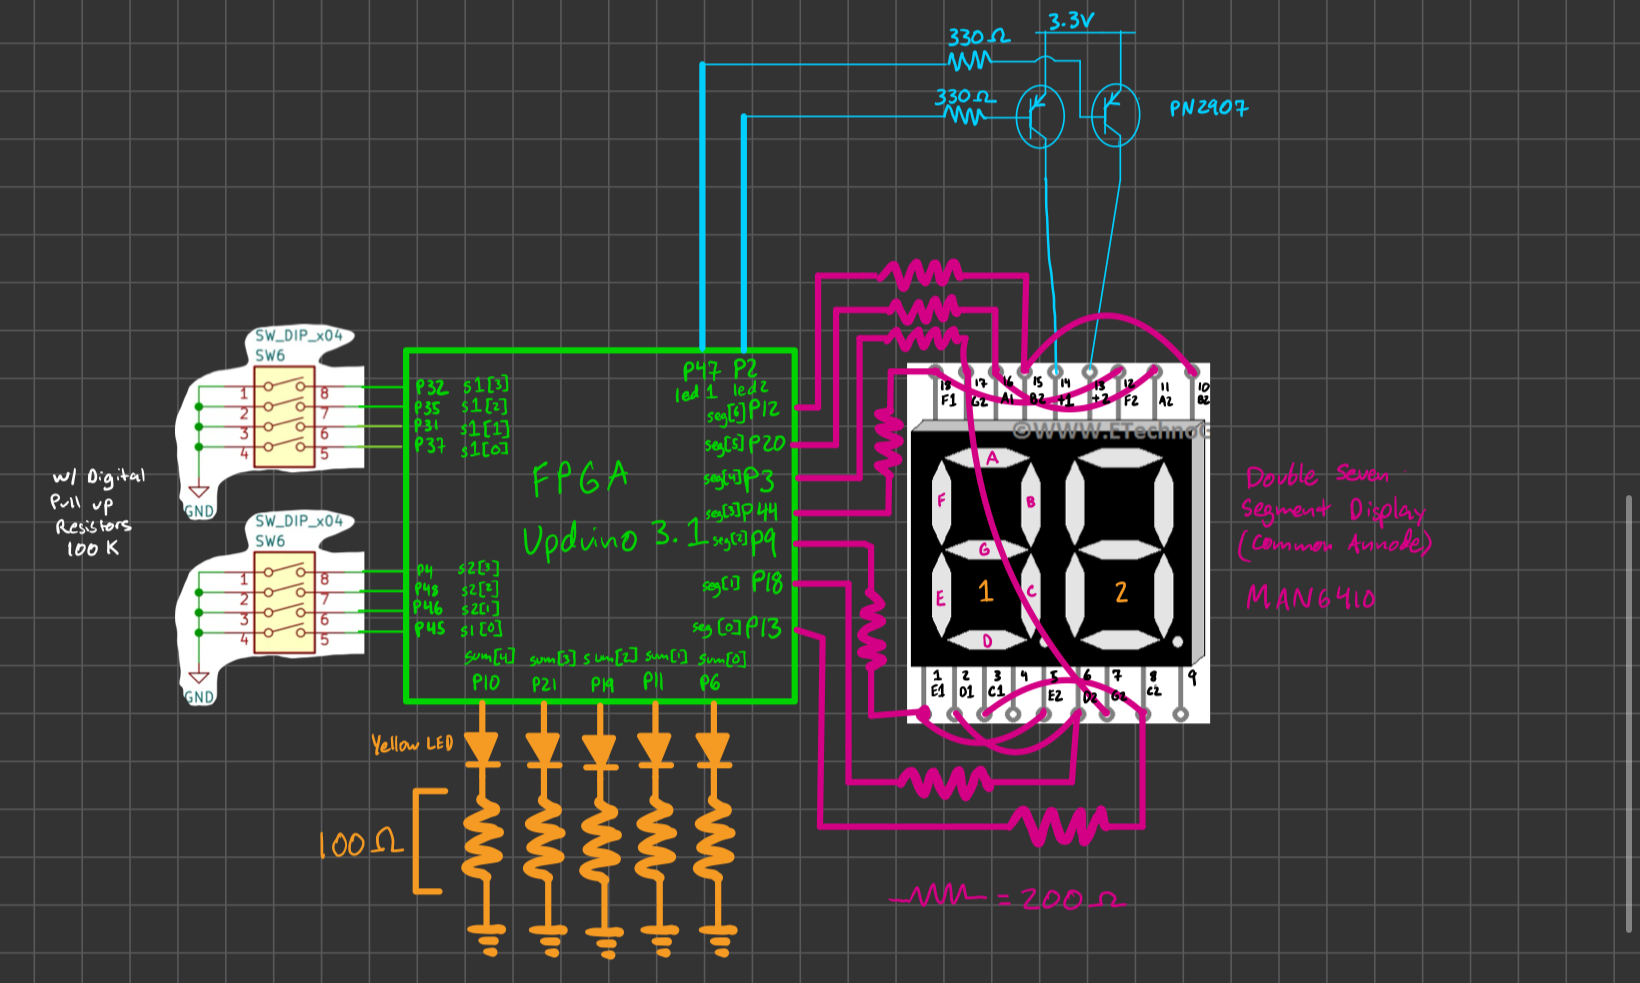 3.3V
330Ω
330Ω
PN2907
SW_DIP_x04
SW6
1 8
2 7
3 6
4 5
GND
w/ Digital
Pull up
Resistors
100 K
SW_DIP_x04
SW6
1 8
2 7
3 6
4 5
GND
P32 s1[3]
P35 s1[2]
P31 s1[1]
P37 s1[0]
P4 s2[3]
P48 s2[2]
P46 s2[1]
P45 s1[0]
FPGA
Upduino 3.1
P47 P2
led 1 led 2
seg[6] P12
seg[5] P20
seg[4] P3
seg[3] P44
seg[2] P9
seg[1] P18
seg[0] P13
sum[4] sum[3] sum[2] sum[1] sum[0]
P10 P21 P19 P11 P6
Yellow LED
100Ω
18 17 16 15 14 13 12 11 10
F1 G2 A1 B2 +1 +2 F2 A2 B2
©WWW.ETechnoG
A
F B
G
E 1 C 2
D
1 2 3 4 5 6 7 8 9
E1 D1 C1 E2 D2 G2 C2
Double Seven
Segment Display
(Common Annode)
MAN6410
= 200Ω